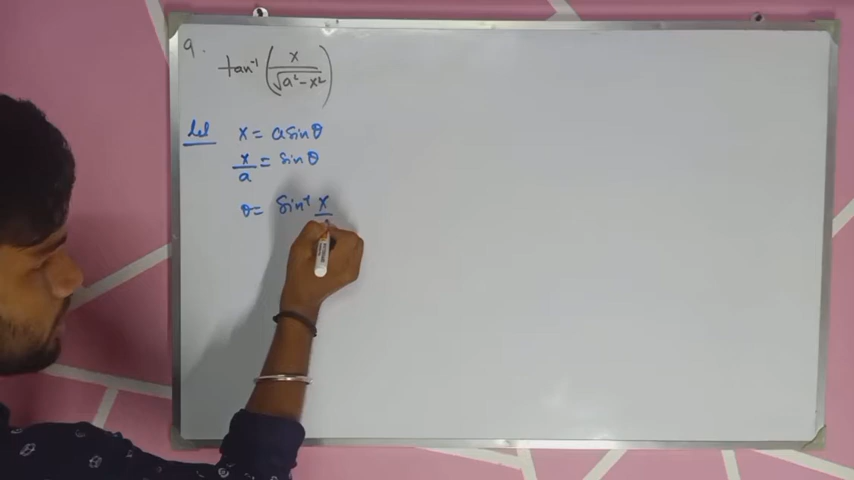 9.
tan⁻¹ (x / √a² - x²)
Let x = a sin θ
x/a = sin θ
θ = sin⁻¹ x